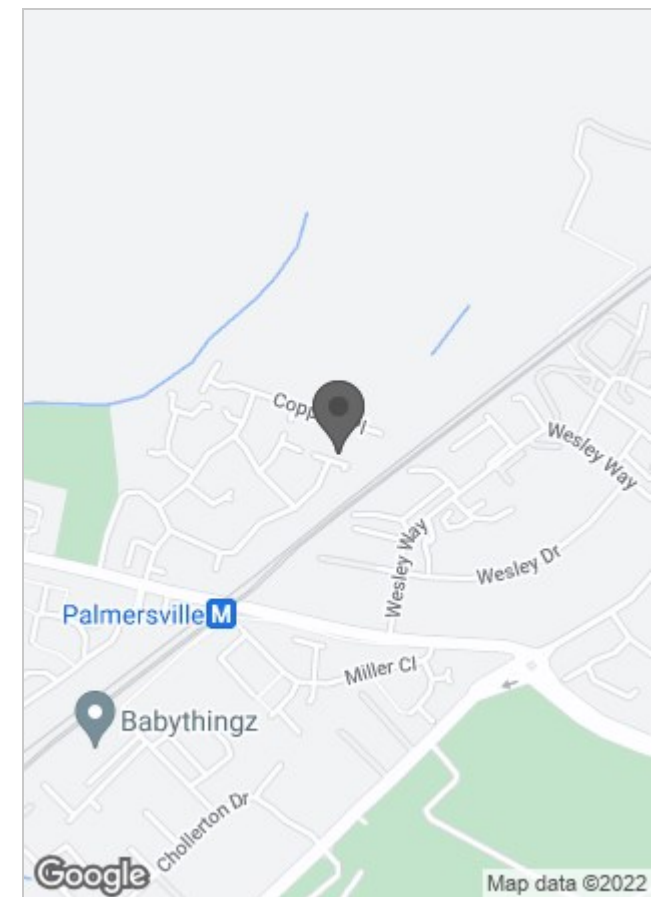 Wesley Way
Wesley Dr
Wesley Way
Palmersville M
Miller Cl
Babythingz
Chollerton Dr
Google
Map data ©2022